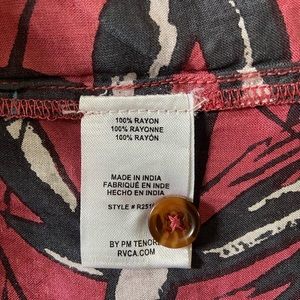 100% RAYON
100% RAYONNE
100% RAYÓN
MADE IN INDIA
FABRIQUÉ EN INDE
HECHO EN INDIA
STYLE #
BY PM TENORE
RVCA.COM